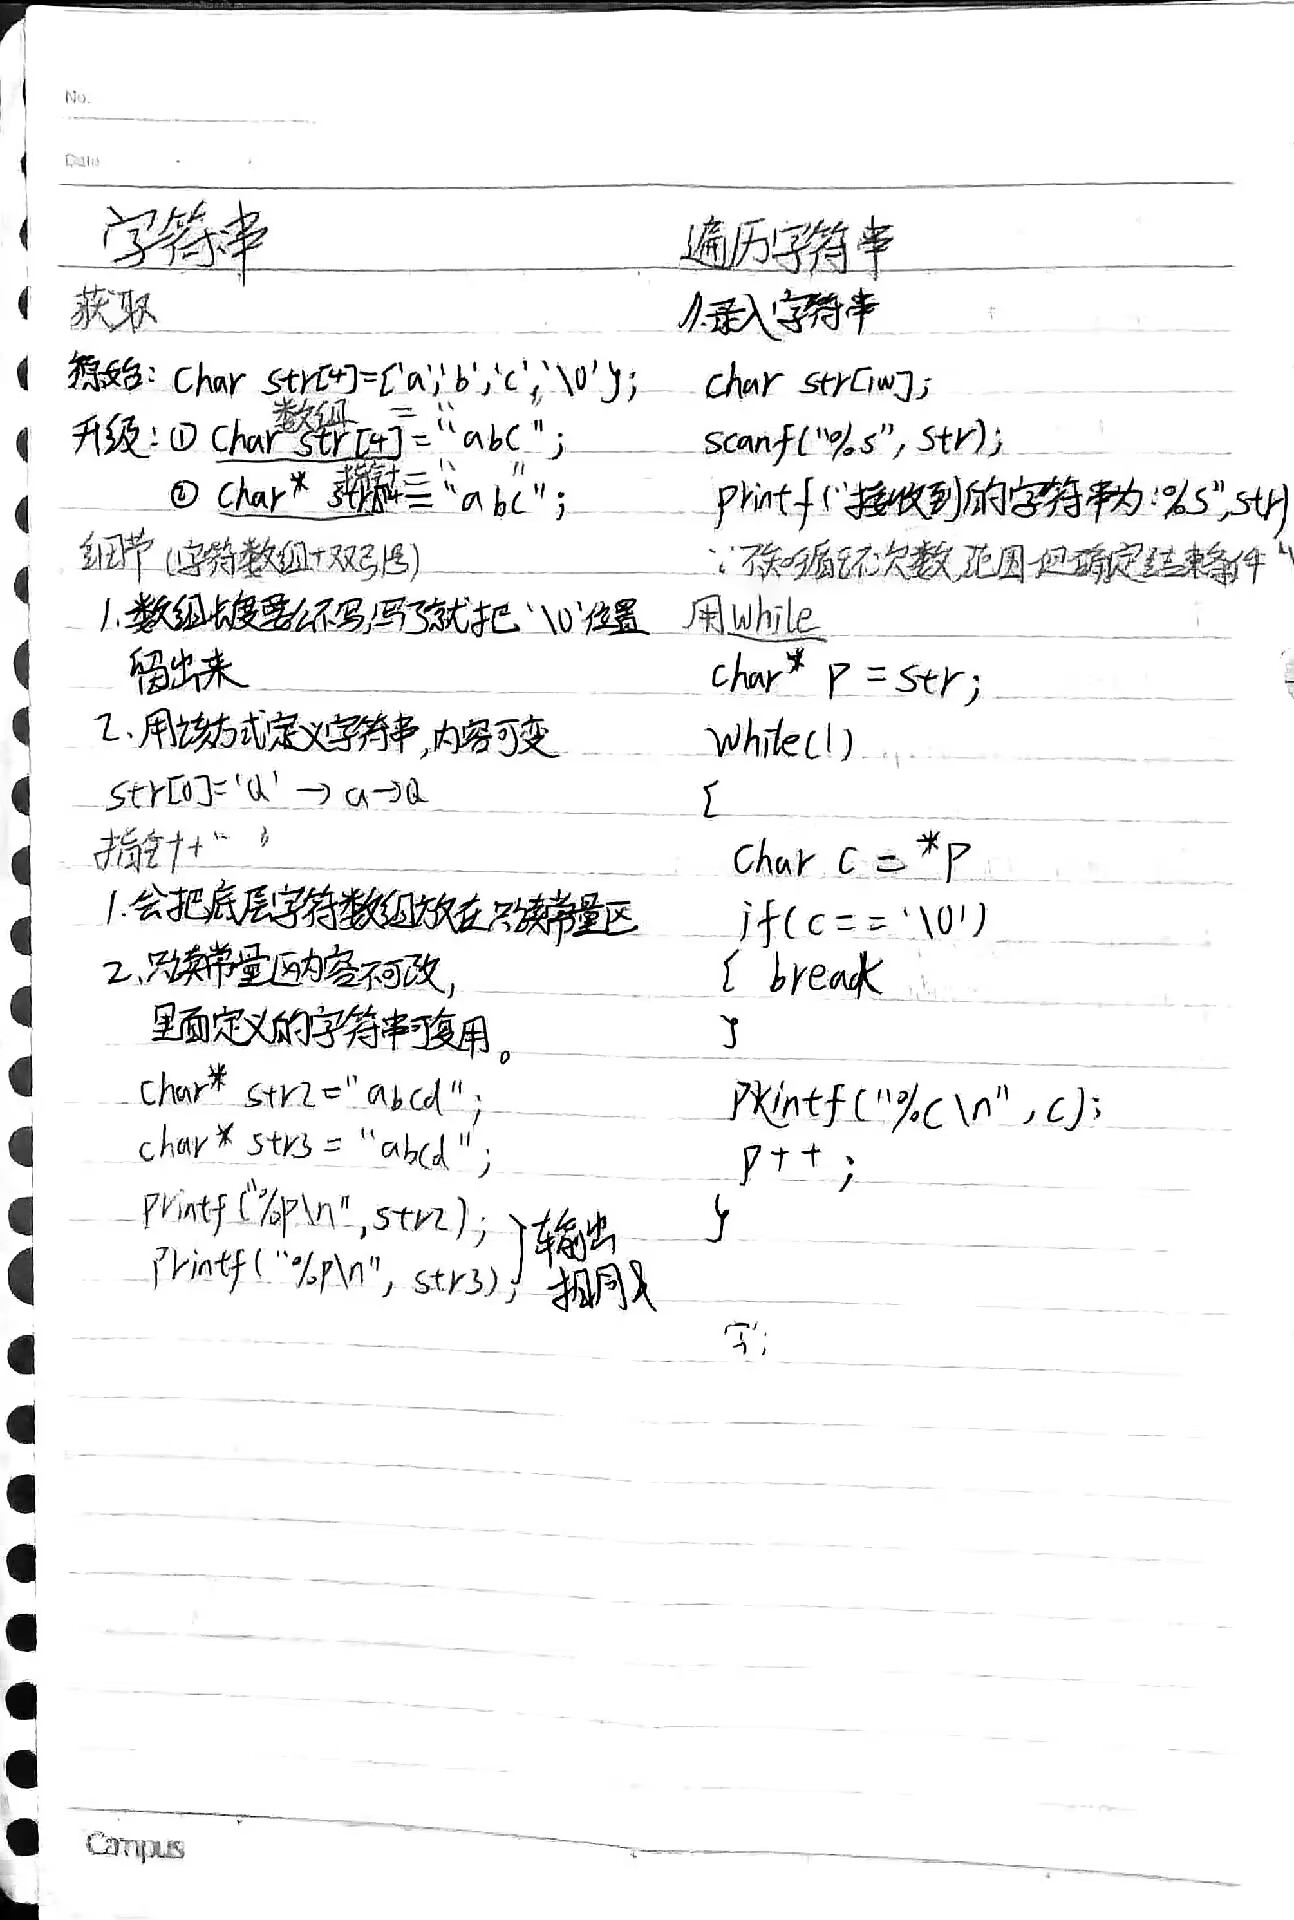 No.
Date
字符串
获取
原始: char str[4]={'a','b','c','\0'};
数组 = “
升级: ① char str[4]="abc";
指针 = “ ”
② char* str = "abc";
细节 (字符数组+双引号)
1. 数组长度要么不写,写了就把 '\0' 位置
留出来
2. 用该方式定义字符串,内容可变
str[0]='Q' → a→Q
指针+“ ”
1. 会把底层字符数组放在只读常量区
2. 只读常量区内容不可改,
里面定义的字符串可复用。
char* str2="abcd";
char* str3="abcd";
printf("%p\n",str2);
printf("%p\n", str3);
输出
相同
遍历字符串
1.录入字符串
char str[100];
scanf("%s", str);
printf("接收到的字符串为:%s",str)
∵不知循环次数,范围 但确定结束条件
用while
char* p = str;
while(1)
{
char c = *p
if(c=='\0')
{ break
}
printf("%c\n", c);
p++;
}
Campus